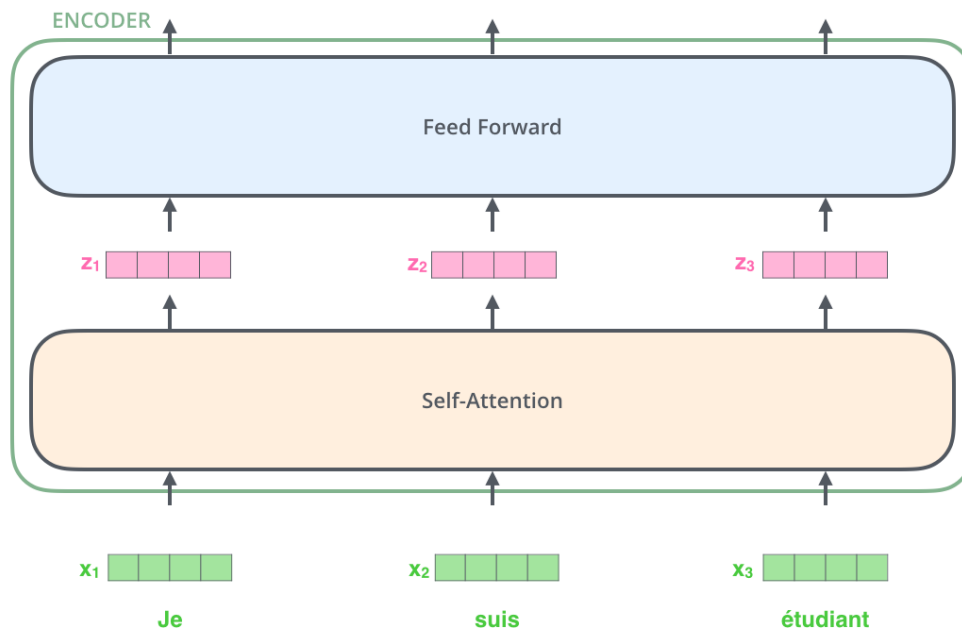 ENCODER
Feed Forward
z₁ z₂ z₃
Self-Attention
x₁ x₂ x₃
Je suis étudiant